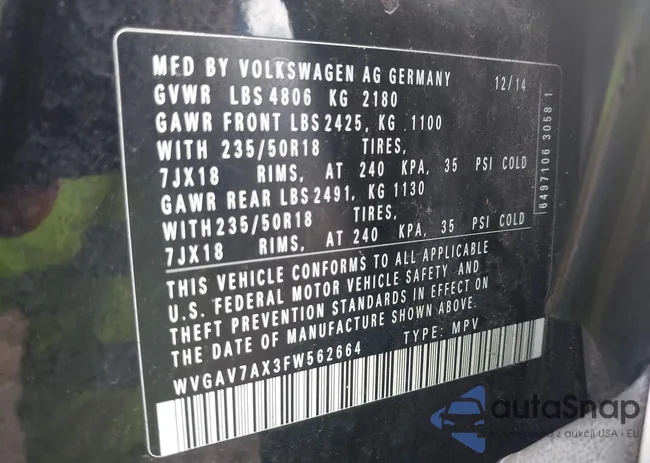 MFD BY VOLKSWAGEN AG GERMANY 12/14
GVWR LBS 4806 KG 2180
GAWR FRONT LBS 2425, KG 1100
WITH 235/50R18 TIRES,
7JX18 RIMS, AT 240 KPA, 35 PSI COLD
GAWR REAR LBS 2491, KG 1130
WITH 235/50R18 TIRES,
7JX18 RIMS, AT 240 KPA, 35 PSI COLD
THIS VEHICLE CONFORMS TO ALL APPLICABLE
U.S. FEDERAL MOTOR VEHICLE SAFETY AND
THEFT PREVENTION STANDARDS IN EFFECT ON
THE DATE OF MANUFACTURE SHOWN ABOVE.
WVGAV7AX3FW562664 TYPE: MPV
6497106 3058 1
autaSnap
z aukcji USA i EU